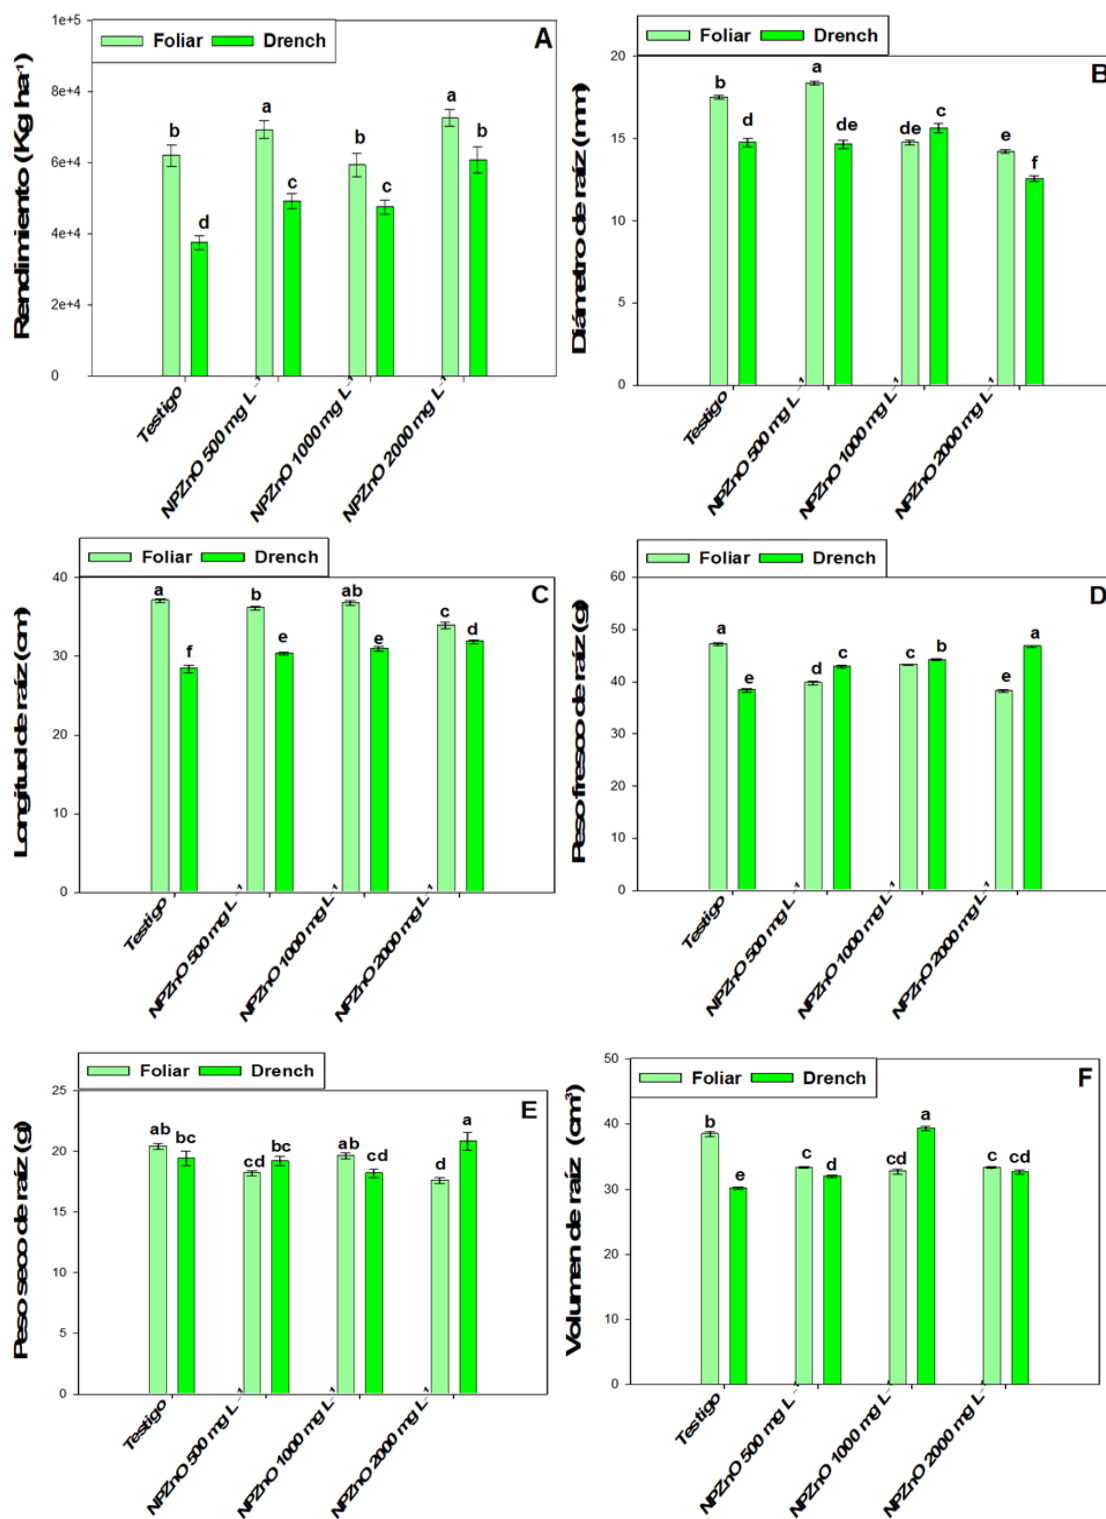 Foliar Drench
A
Rendimiento (Kg ha⁻¹)
1e+5
8e+4
6e+4
4e+4
2e+4
0
b d a c b c a b
Testigo
NPZnO 500 mg L⁻¹
NPZnO 1000 mg L⁻¹
NPZnO 2000 mg L⁻¹
Foliar Drench
B
Diámetro de raíz (mm)
20
15
10
5
0
b d a de de c e f
Testigo
NPZnO 500 mg L⁻¹
NPZnO 1000 mg L⁻¹
NPZnO 2000 mg L⁻¹
Foliar Drench
C
Longitud de raíz (cm)
40
30
20
10
0
a f b e ab e c d
Testigo
NPZnO 500 mg L⁻¹
NPZnO 1000 mg L⁻¹
NPZnO 2000 mg L⁻¹
Foliar Drench
D
Peso fresco de raíz (g)
60
50
40
30
20
10
0
a e d c c b e a
Testigo
NPZnO 500 mg L⁻¹
NPZnO 1000 mg L⁻¹
NPZnO 2000 mg L⁻¹
Foliar Drench
E
Peso seco de raíz (g)
25
20
15
10
5
0
ab bc cd bc ab cd d a
Testigo
NPZnO 500 mg L⁻¹
NPZnO 1000 mg L⁻¹
NPZnO 2000 mg L⁻¹
Foliar Drench
F
Volumen de raíz (cm³)
50
40
30
20
10
0
b e c d cd a c cd
Testigo
NPZnO 500 mg L⁻¹
NPZnO 1000 mg L⁻¹
NPZnO 2000 mg L⁻¹